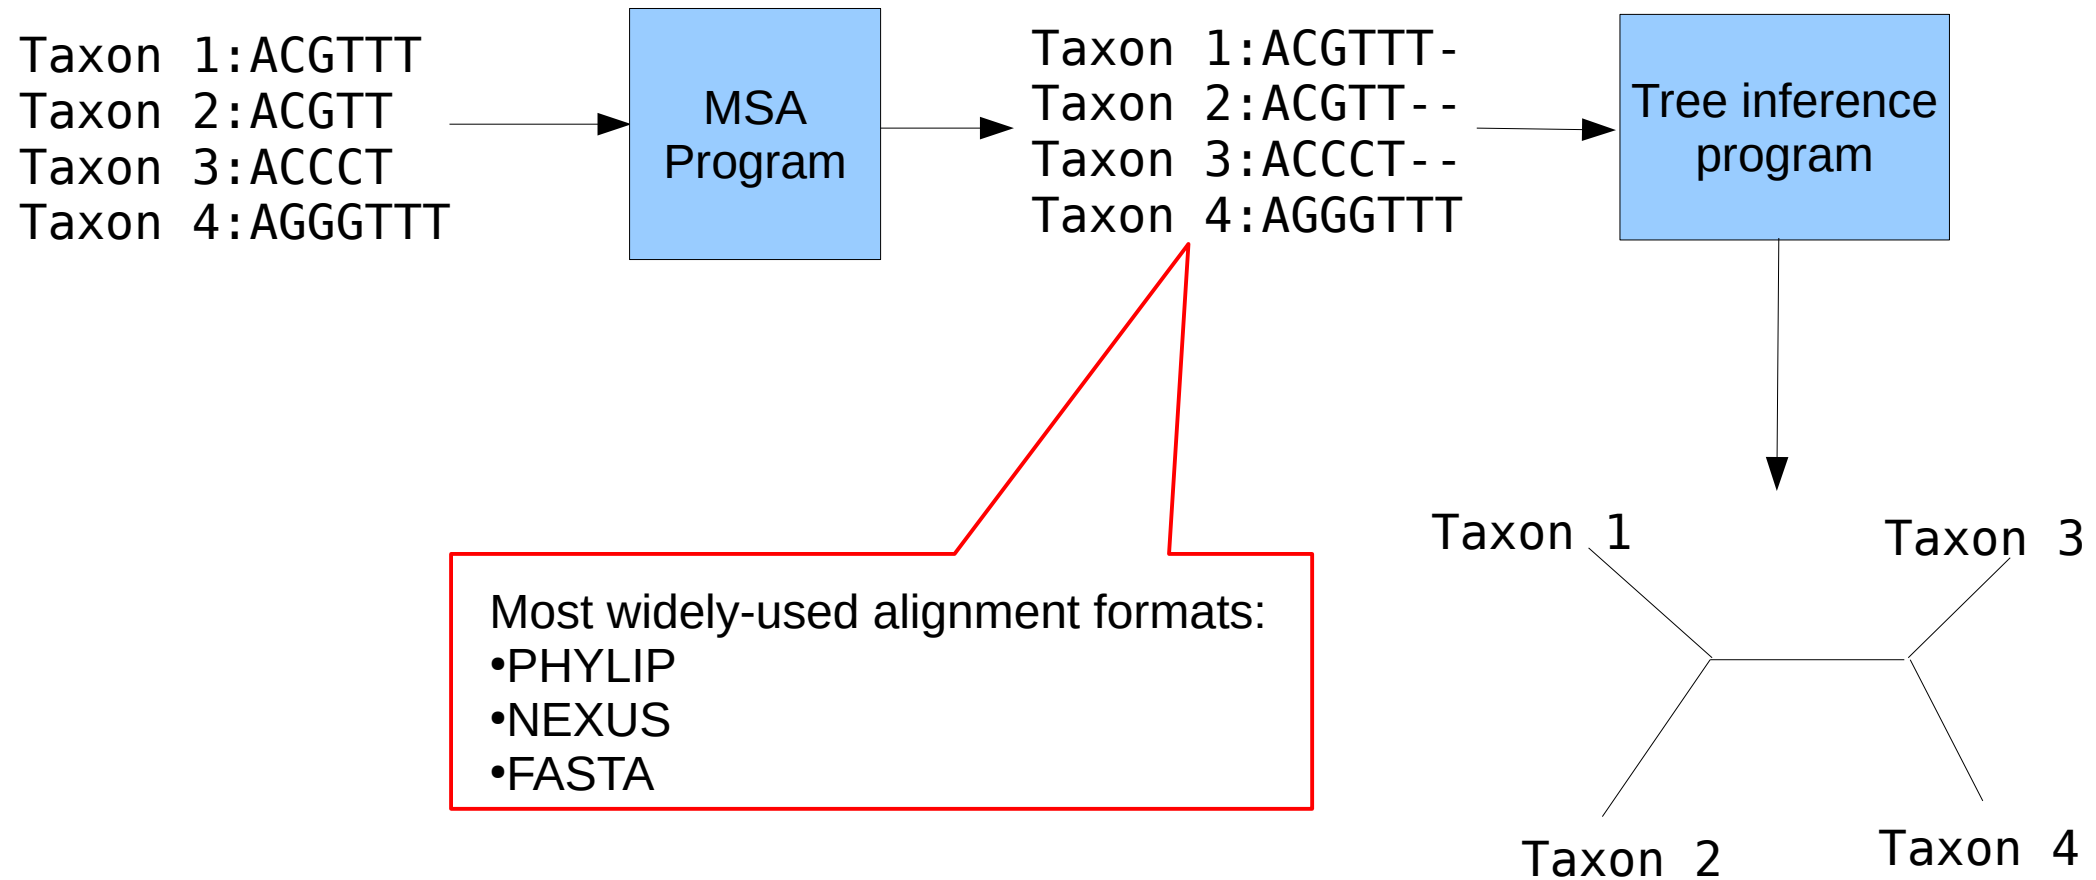 Taxon 1:ACGTTT
Taxon 2:ACGTT
Taxon 3:ACCCT
Taxon 4:AGGGTTT
MSA
Program
Taxon 1:ACGTTT-
Taxon 2:ACGTT--
Taxon 3:ACCCT--
Taxon 4:AGGGTTT
Tree inference
program
Most widely-used alignment formats:
•PHYLIP
•NEXUS
•FASTA
Taxon 1
Taxon 3
Taxon 2
Taxon 4